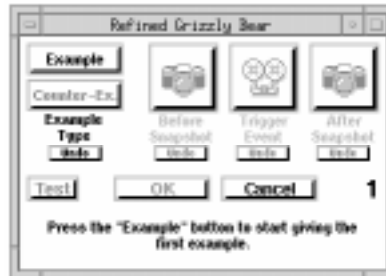 Refined Grizzly Bear
Example
Counter-Ex.
Example
Type
Undo
Before
Snapshot
Undo
Trigger
Event
Undo
After
Snapshot
Undo
Test
OK
Cancel
1
Press the "Example" button to start giving the
first example.